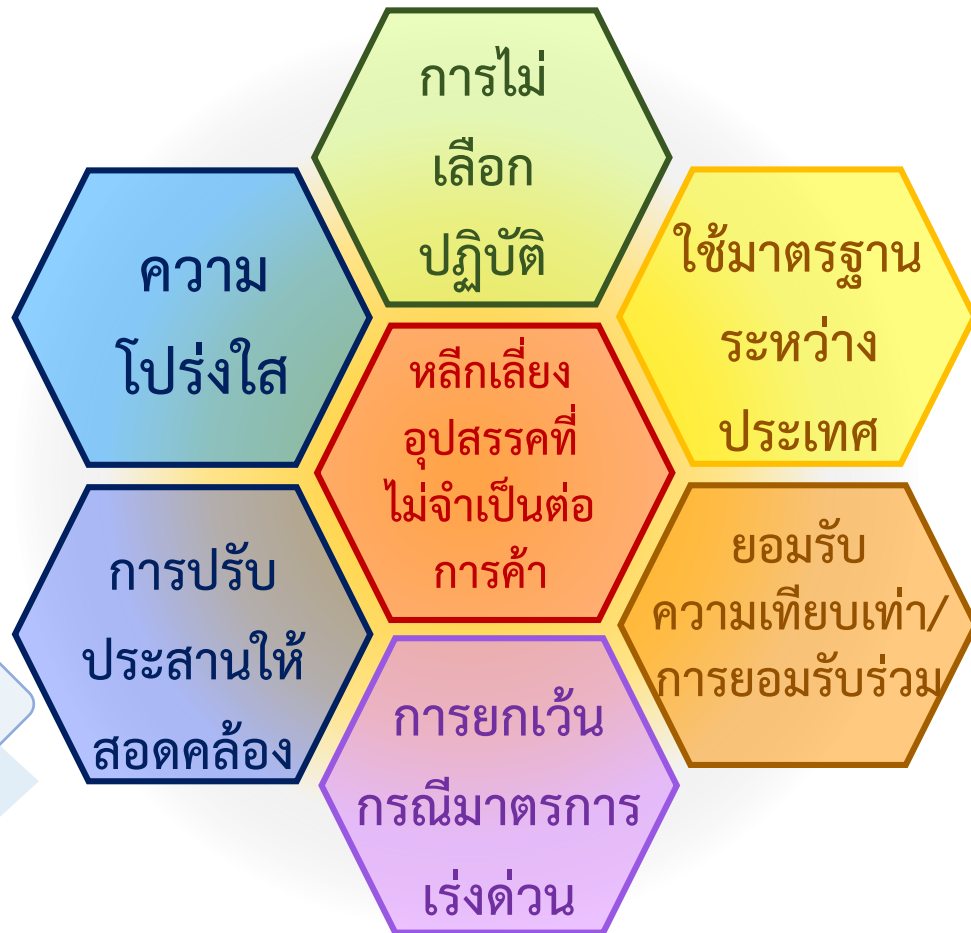 การไม่
เลือก
ปฏิบัติ
ใช้มาตรฐาน
ระหว่าง
ประเทศ
ความ
โปร่งใส
หลีกเลี่ยง
อุปสรรคที่
ไม่จำเป็นต่อ
การค้า
ยอมรับ
ความเทียบเท่า/
การยอมรับร่วม
การปรับ
ประสานให้
สอดคล้อง
การยกเว้น
กรณีมาตรการ
เร่งด่วน